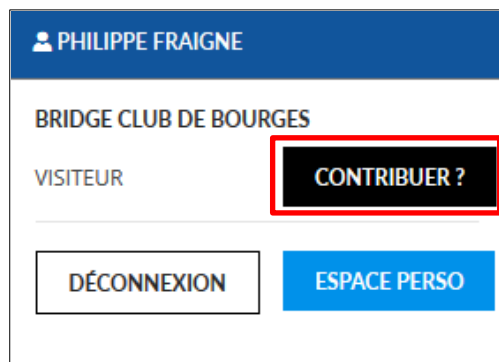 PHILIPPE FRAIGNE
BRIDGE CLUB DE BOURGES
VISITEUR
CONTRIBUER ?
DÉCONNEXION
ESPACE PERSO